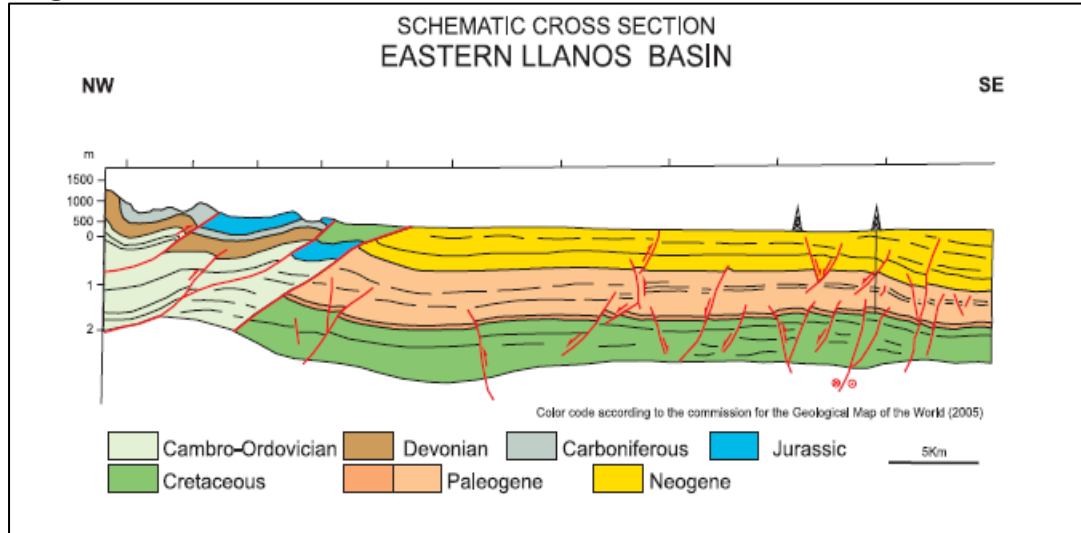 SCHEMATIC CROSS SECTION
EASTERN LLANOS BASIN
NW
SE
m
1500
1000
500
0
1
2
Color code according to the commission for the Geological Map of the World (2005)
Cambro-Ordovician Devonian Carboniferous Jurassic
5Km
Cretaceous Paleogene Neogene